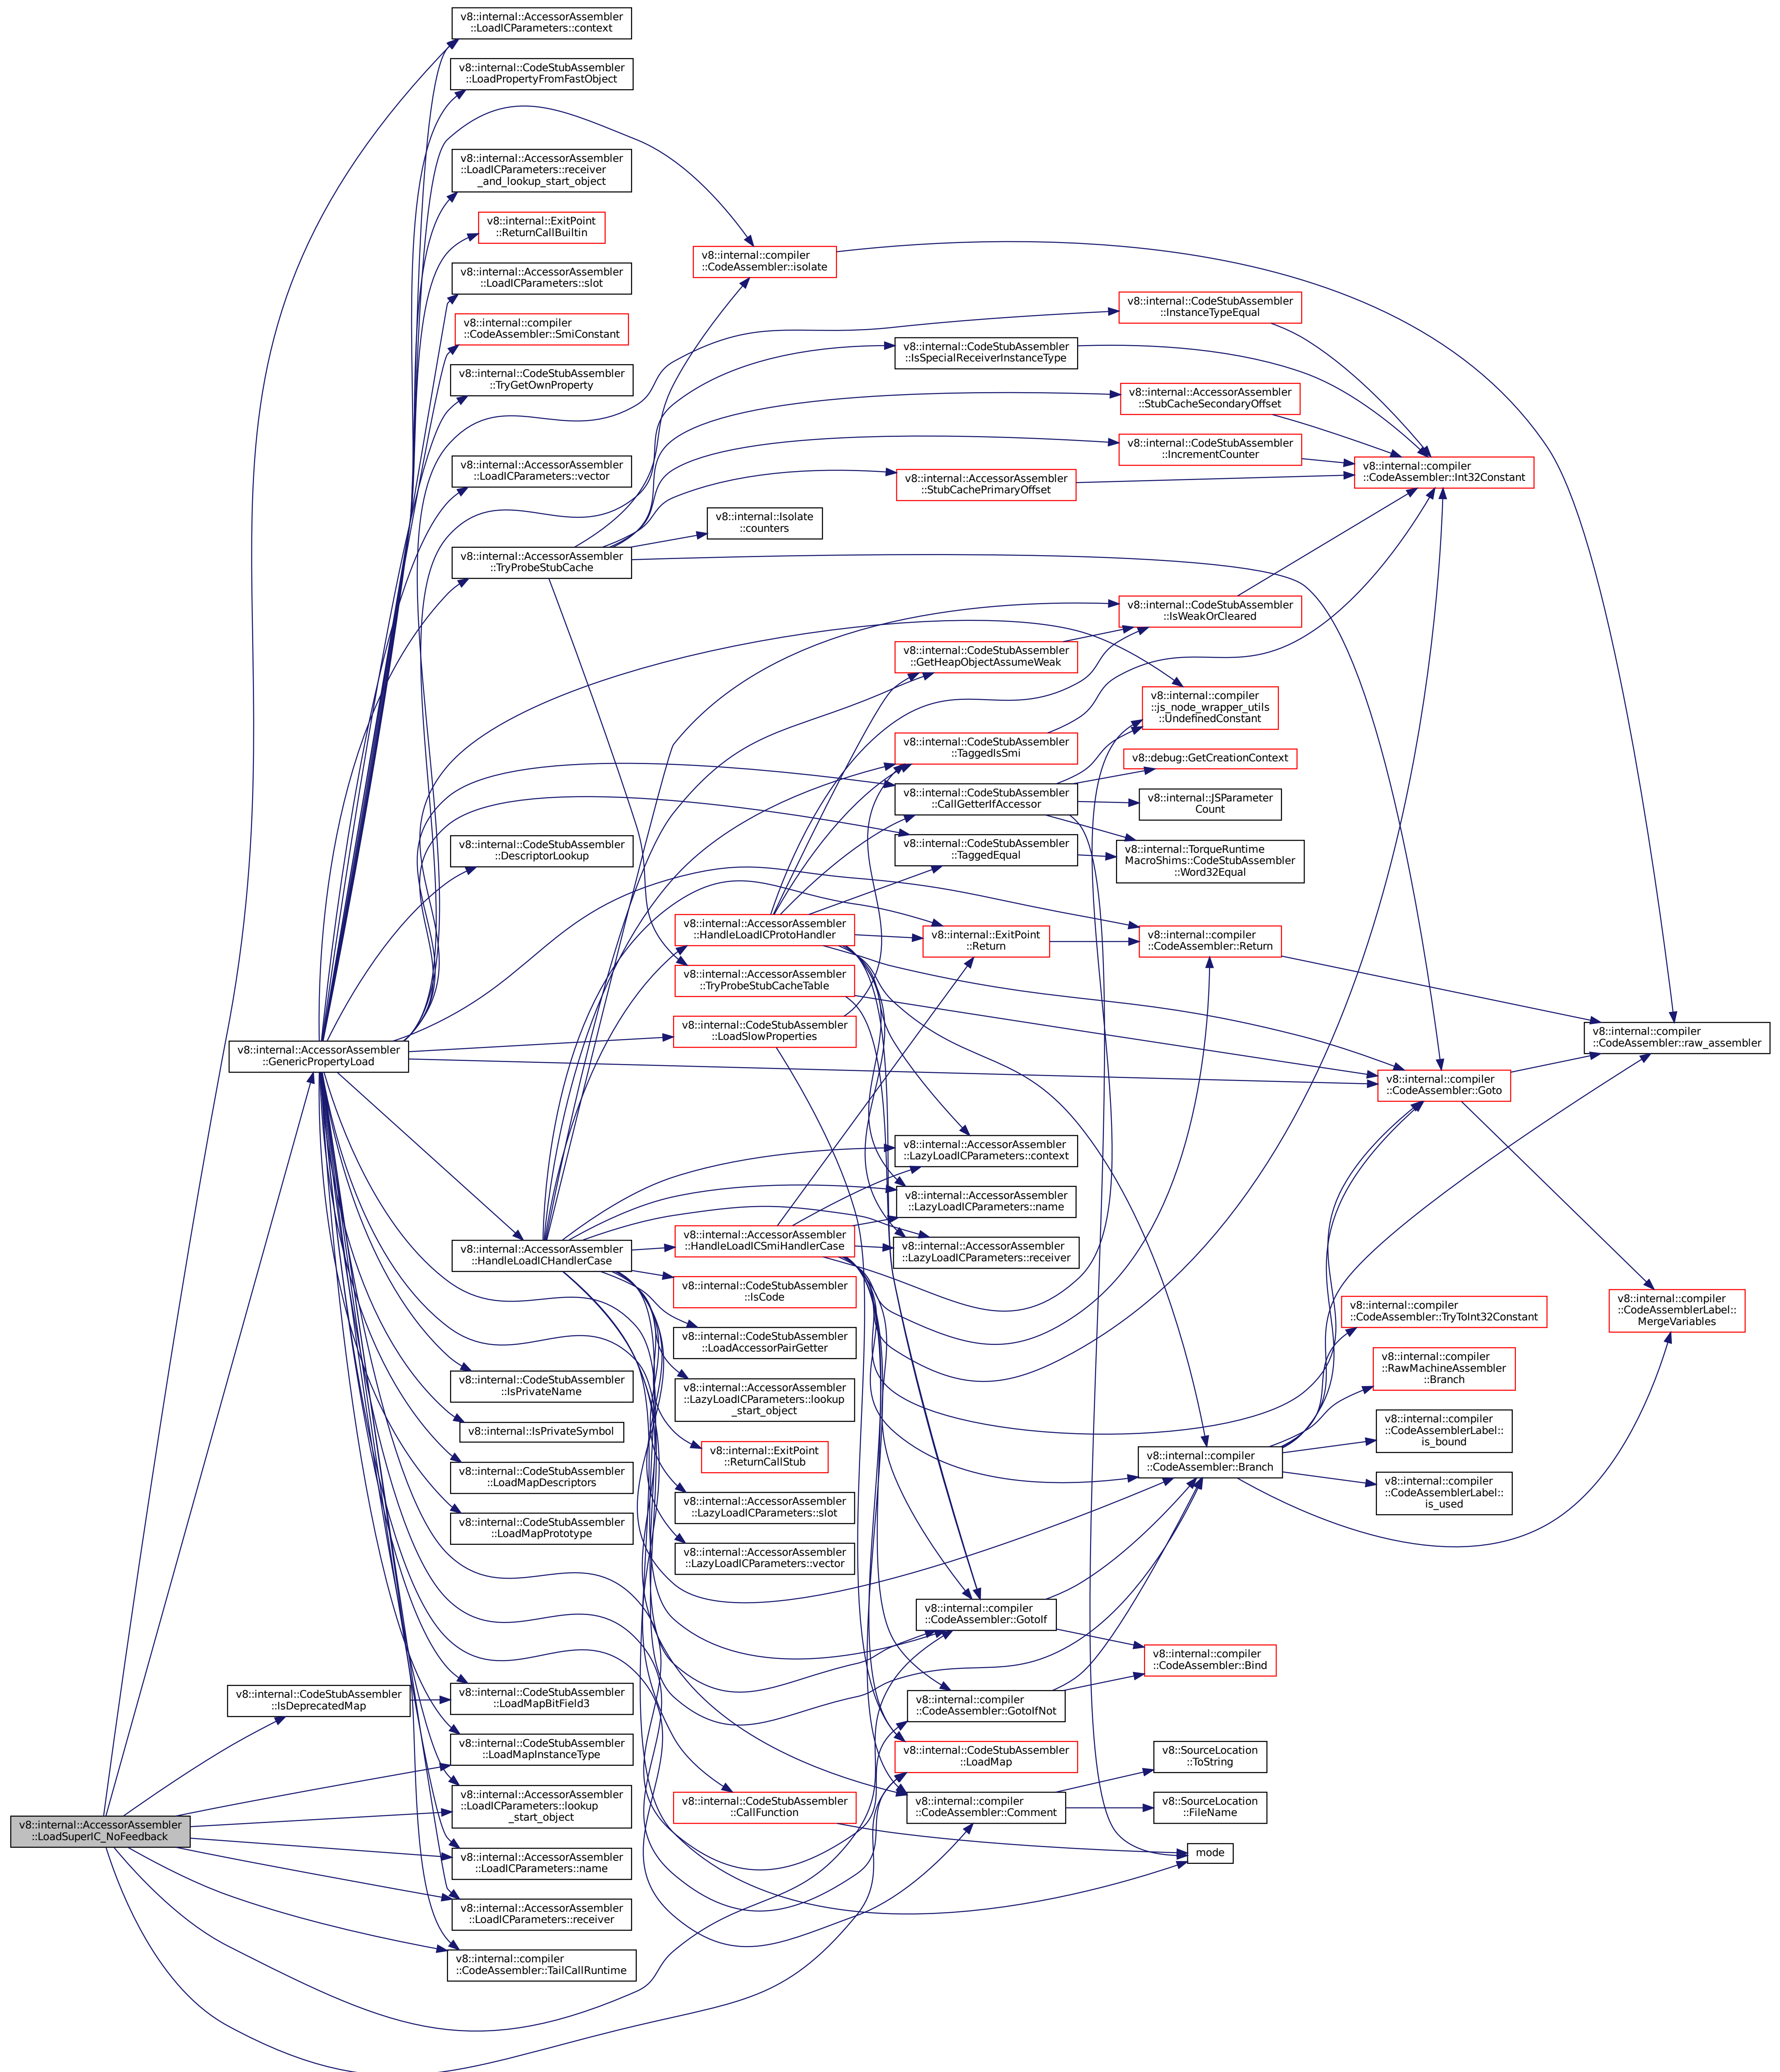 v8::internal::AccessorAssembler
::LoadICParameters::context
v8::internal::CodeStubAssembler
::LoadPropertyFromFastObject
v8::internal::AccessorAssembler
::LoadICParameters::receiver
_and_lookup_start_object
v8::internal::ExitPoint
::ReturnCallBuiltin
v8::internal::AccessorAssembler
::LoadICParameters::slot
v8::internal::compiler
::CodeAssembler::SmiConstant
v8::internal::CodeStubAssembler
::TryGetOwnProperty
v8::internal::AccessorAssembler
::LoadICParameters::vector
v8::internal::AccessorAssembler
::TryProbeStubCache
v8::internal::compiler
::CodeAssembler::isolate
v8::internal::CodeStubAssembler
::InstanceTypeEqual
v8::internal::CodeStubAssembler
::IsSpecialReceiverInstanceType
v8::internal::AccessorAssembler
::StubCacheSecondaryOffset
v8::internal::CodeStubAssembler
::IncrementCounter
v8::internal::AccessorAssembler
::StubCachePrimaryOffset
v8::internal::compiler
::CodeAssembler::Int32Constant
v8::internal::Isolate
::counters
v8::internal::CodeStubAssembler
::IsWeakOrCleared
v8::internal::CodeStubAssembler
::GetHeapObjectAssumeWeak
v8::internal::compiler
::js_node_wrapper_utils
::UndefinedConstant
v8::internal::CodeStubAssembler
::TaggedIsSmi
v8::debug::GetCreationContext
v8::internal::CodeStubAssembler
::CallGetterIfAccessor
v8::internal::JSParameter
Count
v8::internal::CodeStubAssembler
::TaggedEqual
v8::internal::TorqueRuntime
MacroShims::CodeStubAssembler
::Word32Equal
v8::internal::CodeStubAssembler
::DescriptorLookup
v8::internal::AccessorAssembler
::HandleLoadICProtoHandler
v8::internal::ExitPoint
::Return
v8::internal::compiler
::CodeAssembler::Return
v8::internal::AccessorAssembler
::TryProbeStubCacheTable
v8::internal::CodeStubAssembler
::LoadSlowProperties
v8::internal::AccessorAssembler
::GenericPropertyLoad
v8::internal::compiler
::CodeAssembler::raw_assembler
v8::internal::compiler
::CodeAssembler::Goto
v8::internal::AccessorAssembler
::LazyLoadICParameters::context
v8::internal::AccessorAssembler
::LazyLoadICParameters::name
v8::internal::AccessorAssembler
::LazyLoadICParameters::receiver
v8::internal::AccessorAssembler
::HandleLoadICHandlerCase
v8::internal::AccessorAssembler
::HandleLoadICSmiHandlerCase
v8::internal::CodeStubAssembler
::IsCode
v8::internal::CodeStubAssembler
::LoadAccessorPairGetter
v8::internal::AccessorAssembler
::LazyLoadICParameters::lookup
_start_object
v8::internal::ExitPoint
::ReturnCallStub
v8::internal::AccessorAssembler
::LazyLoadICParameters::slot
v8::internal::AccessorAssembler
::LazyLoadICParameters::vector
v8::internal::compiler
::CodeAssembler::TryToInt32Constant
v8::internal::compiler
::CodeAssemblerLabel::
MergeVariables
v8::internal::compiler
::RawMachineAssembler
::Branch
v8::internal::compiler
::CodeAssemblerLabel::
is_bound
v8::internal::compiler
::CodeAssembler::Branch
v8::internal::compiler
::CodeAssemblerLabel::
is_used
v8::internal::CodeStubAssembler
::IsPrivateName
v8::internal::IsPrivateSymbol
v8::internal::CodeStubAssembler
::LoadMapDescriptors
v8::internal::CodeStubAssembler
::LoadMapPrototype
v8::internal::compiler
::CodeAssembler::GotoIf
v8::internal::compiler
::CodeAssembler::Bind
v8::internal::CodeStubAssembler
::IsDeprecatedMap
v8::internal::CodeStubAssembler
::LoadMapBitField3
v8::internal::compiler
::CodeAssembler::GotoIfNot
v8::internal::CodeStubAssembler
::LoadMapInstanceType
v8::internal::CodeStubAssembler
::LoadMap
v8::SourceLocation
::ToString
v8::internal::AccessorAssembler
::LoadICParameters::lookup
_start_object
v8::internal::CodeStubAssembler
::CallFunction
v8::internal::compiler
::CodeAssembler::Comment
v8::SourceLocation
::FileName
v8::internal::AccessorAssembler
::LoadSuperIC_NoFeedback
v8::internal::AccessorAssembler
::LoadICParameters::name
mode
v8::internal::AccessorAssembler
::LoadICParameters::receiver
v8::internal::compiler
::CodeAssembler::TailCallRuntime